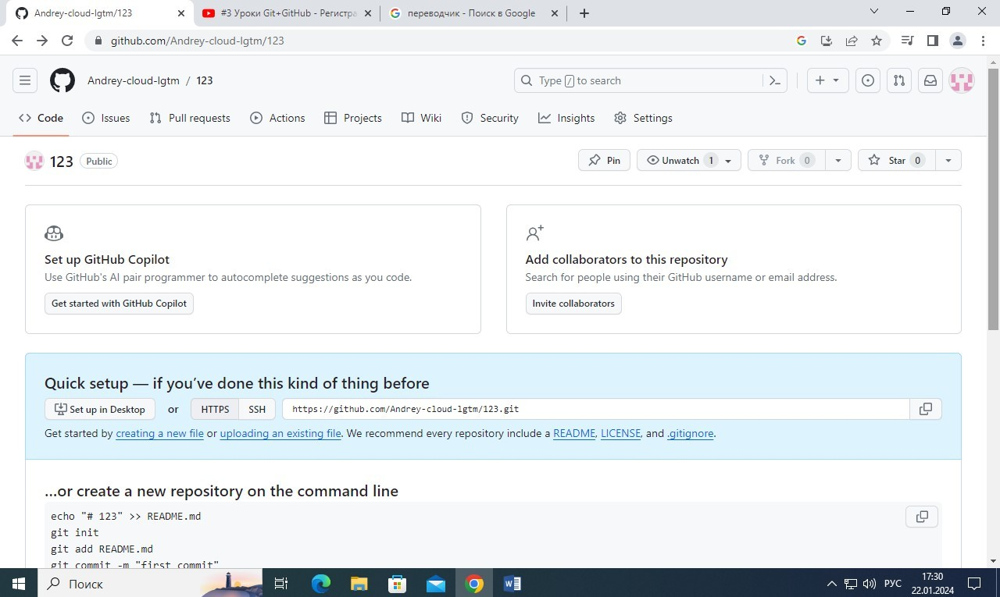 Andrey-cloud-lgtm/123
#3 Уроки Git+GitHub - Регистра
переводчик - Поиск в Google
github.com/Andrey-cloud-lgtm/123
Andrey-cloud-lgtm / 123
Type / to search
Code Issues Pull requests Actions Projects Wiki Security Insights Settings
123 Public
Pin Unwatch 1 Fork 0 Star 0
Set up GitHub Copilot
Use GitHub's AI pair programmer to autocomplete suggestions as you code.
Get started with GitHub Copilot
Add collaborators to this repository
Search for people using their GitHub username or email address.
Invite collaborators
Quick setup — if you’ve done this kind of thing before
Set up in Desktop or HTTPS SSH https://github.com/Andrey-cloud-lgtm/123.git
Get started by creating a new file or uploading an existing file. We recommend every repository include a README, LICENSE, and .gitignore.
…or create a new repository on the command line
echo "# 123" >> README.md
git init
git add README.md
git commit -m "first commit"
Поиск
РУС
17:30
22.01.2024